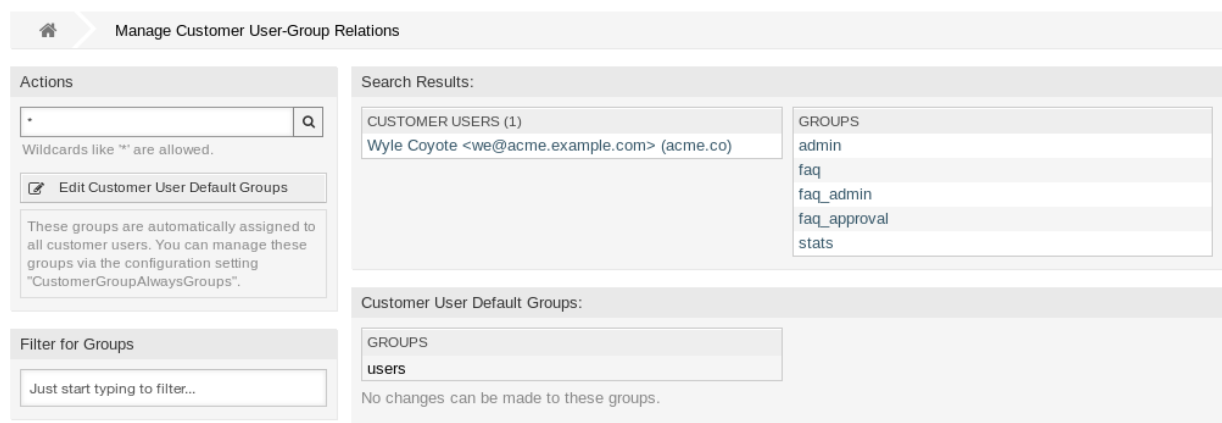 Manage Customer User-Group Relations
Actions
*
Wildcards like '*' are allowed.
Edit Customer User Default Groups
These groups are automatically assigned to
all customer users. You can manage these
groups via the configuration setting
"CustomerGroupAlwaysGroups".
Filter for Groups
Just start typing to filter...
Search Results:
CUSTOMER USERS (1)
Wyle Coyote <we@acme.example.com> (acme.co)
GROUPS
admin
faq
faq_admin
faq_approval
stats
Customer User Default Groups:
GROUPS
users
No changes can be made to these groups.